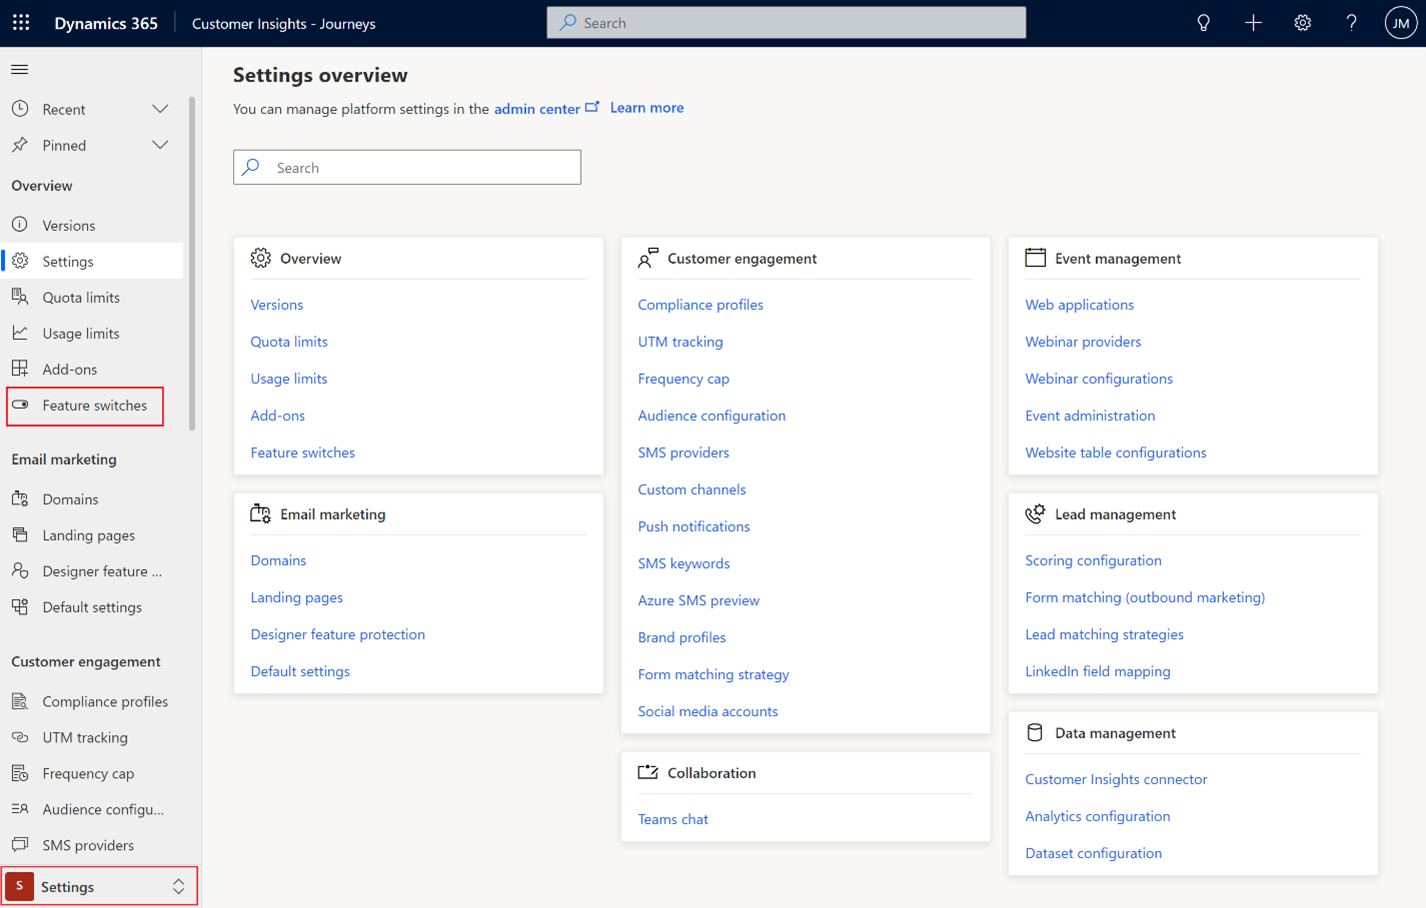 Dynamics 365
Customer Insights - Journeys
Search
JM
Recent
Pinned
Overview
Versions
Settings
Quota limits
Usage limits
Add-ons
Feature switches
Email marketing
Domains
Landing pages
Designer feature ...
Default settings
Customer engagement
Compliance profiles
UTM tracking
Frequency cap
Audience configu...
SMS providers
S
Settings
Settings overview
You can manage platform settings in the admin center Learn more
Search
Overview
Versions
Quota limits
Usage limits
Add-ons
Feature switches
Email marketing
Domains
Landing pages
Designer feature protection
Default settings
Customer engagement
Compliance profiles
UTM tracking
Frequency cap
Audience configuration
SMS providers
Custom channels
Push notifications
SMS keywords
Azure SMS preview
Brand profiles
Form matching strategy
Social media accounts
Collaboration
Teams chat
Event management
Web applications
Webinar providers
Webinar configurations
Event administration
Website table configurations
Lead management
Scoring configuration
Form matching (outbound marketing)
Lead matching strategies
LinkedIn field mapping
Data management
Customer Insights connector
Analytics configuration
Dataset configuration